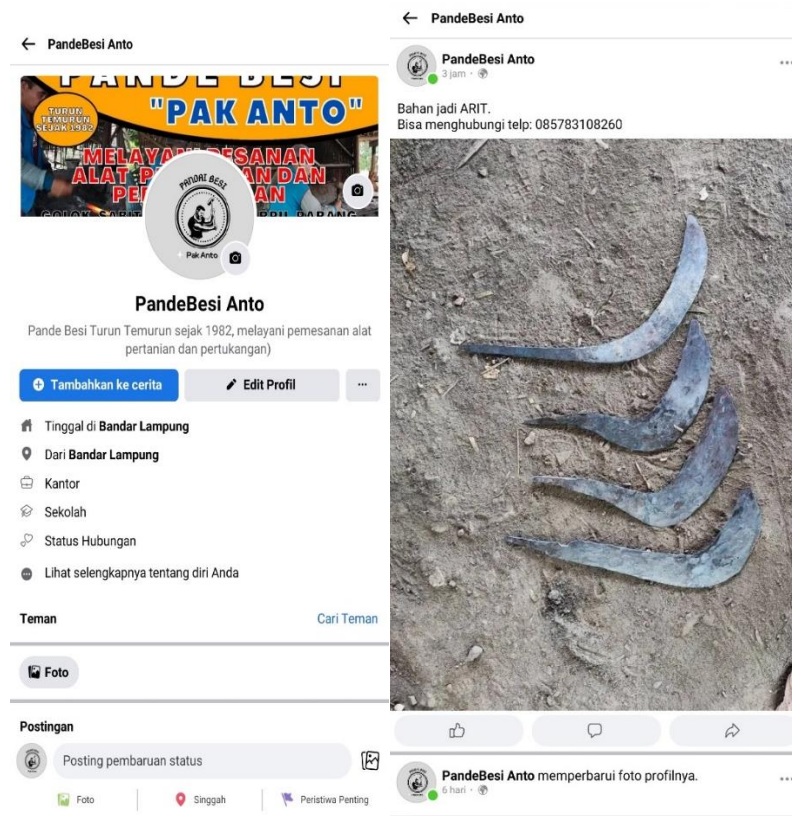 PandeBesi Anto
PANDE BESI
"PAK ANTO"
TURUN
TEMURUN
SEJAK 1982
PANDAI BESI
Pak Anto
PandeBesi Anto
Pande Besi Turun Temurun sejak 1982, melayani pemesanan alat
pertanian dan pertukangan)
Tambahkan ke cerita
Edit Profil
Tinggal di Bandar Lampung
Dari Bandar Lampung
Kantor
Sekolah
Status Hubungan
Lihat selengkapnya tentang diri Anda
Teman
Cari Teman
Foto
Postingan
Posting pembaruan status
Foto
Singgah
Peristiwa Penting
PandeBesi Anto
PandeBesi Anto
3 jam
Bahan jadi ARIT.
Bisa menghubungi telp: 085783108260
PandeBesi Anto memperbarui foto profilnya.
6 hari